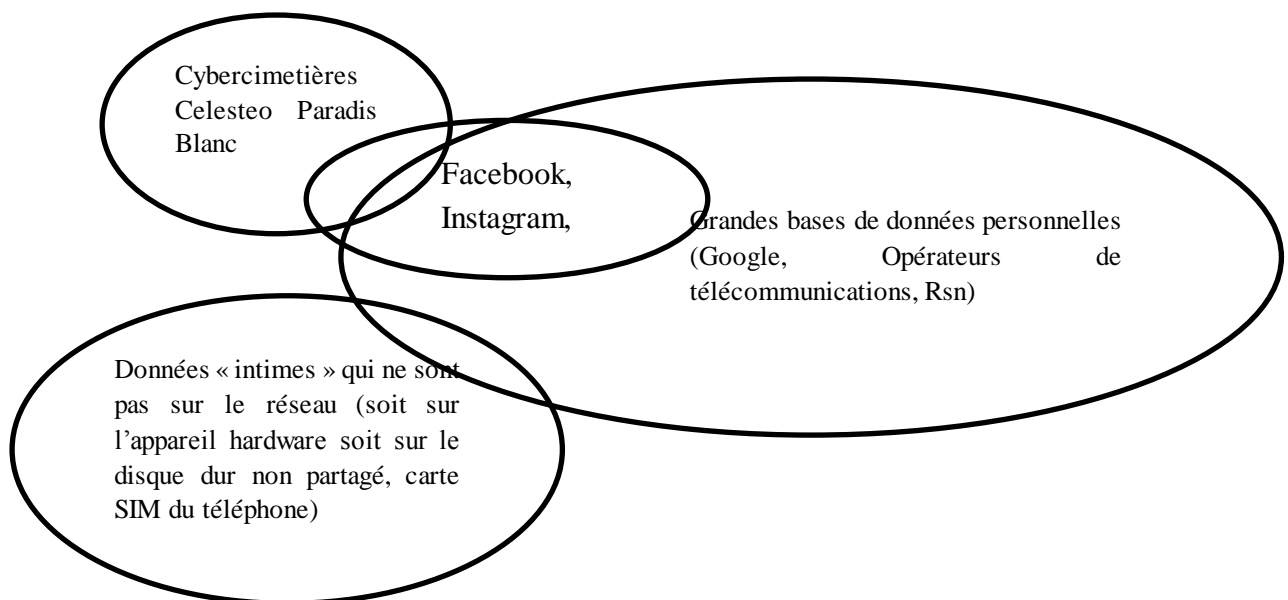 Cybercimetières
Celesteo Paradis
Blanc
Facebook,
Instagram,
Grandes bases de données personnelles
(Google, Opérateurs de
télécommunications, Rsn)
Données « intimes » qui ne sont
pas sur le réseau (soit sur
l’appareil hardware soit sur le
disque dur non partagé, carte
SIM du téléphone)